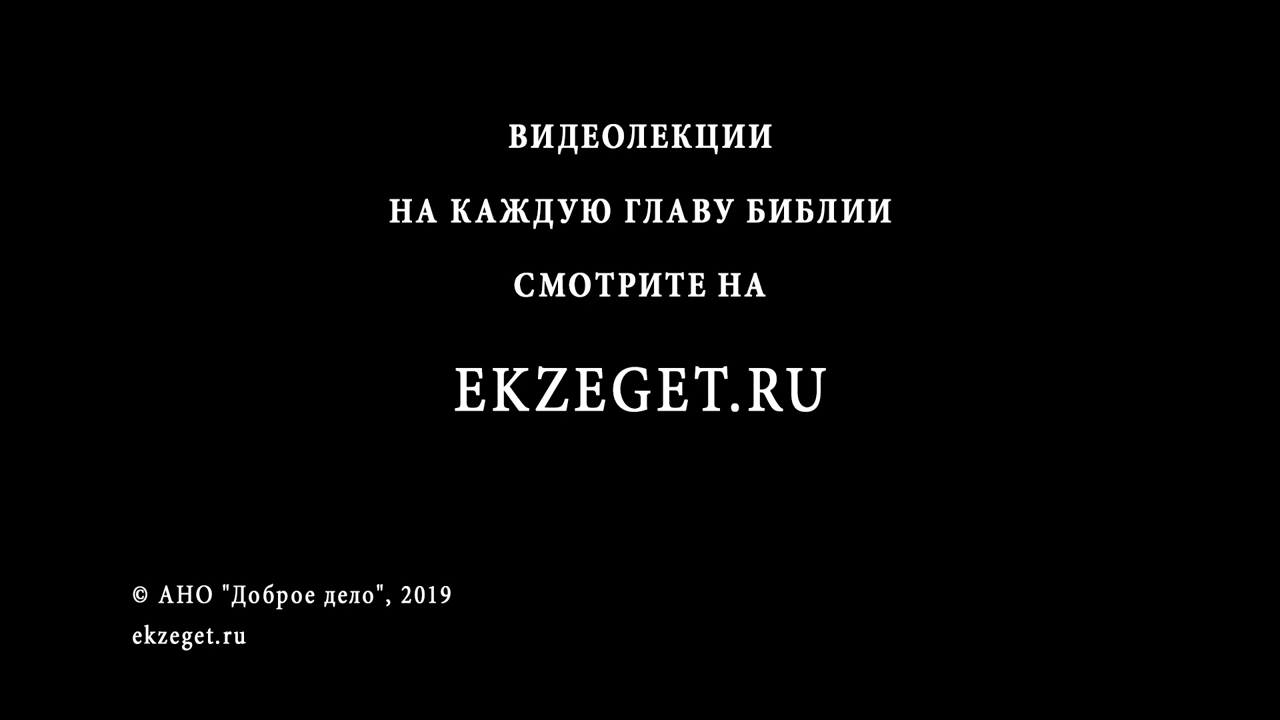 ВИДЕОЛЕКЦИИ
НА КАЖДУЮ ГЛАВУ БИБЛИИ
СМОТРИТЕ НА
EKZEGET.RU
© АНО "Доброе дело", 2019
ekzeget.ru